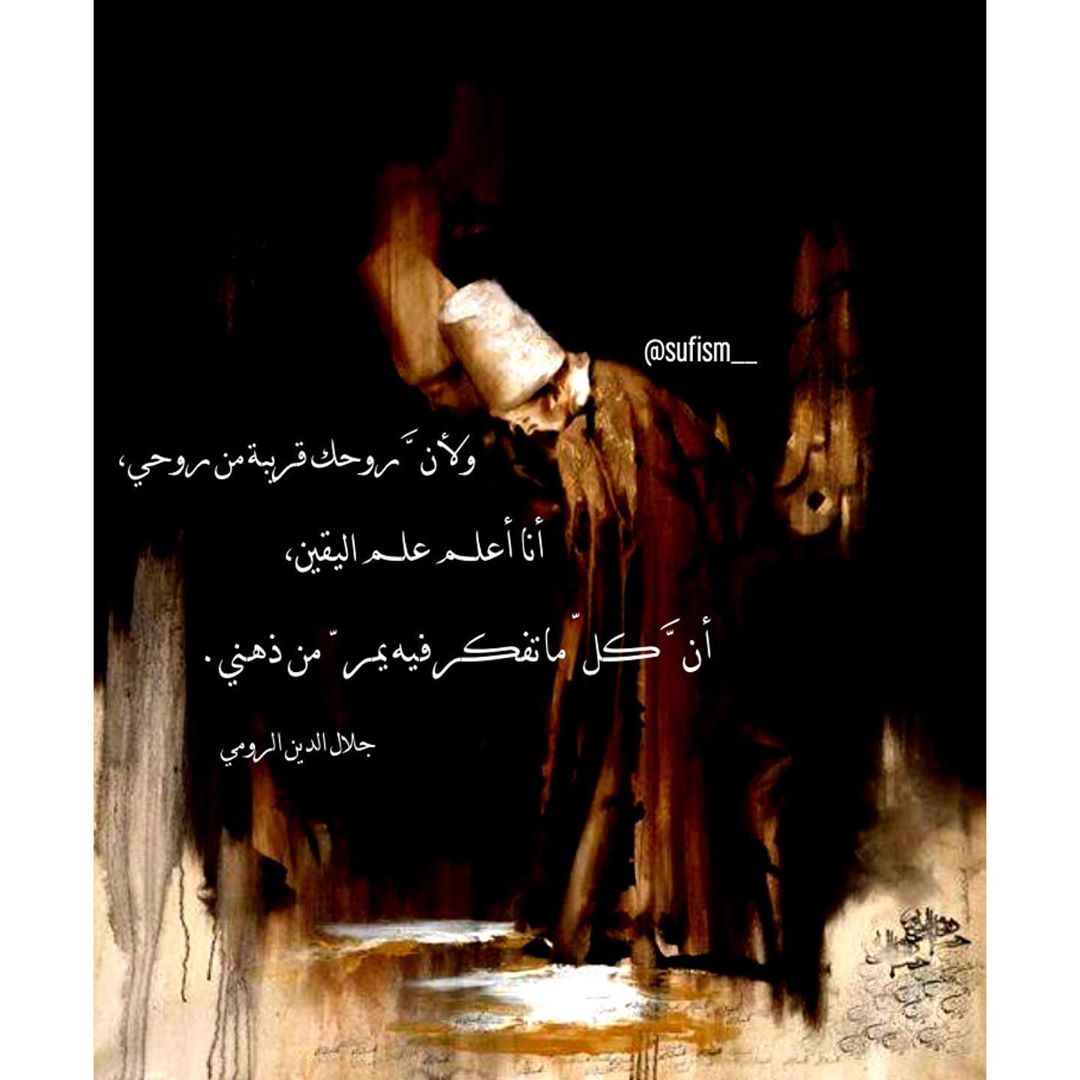 @sufism__
ولأنَّ روحك قريبة من روحي،
أنا أعلم علم اليقين،
أنَّ كلّ ما تفكر فيه يمرّ من ذهني .
جلال الدين الرومي